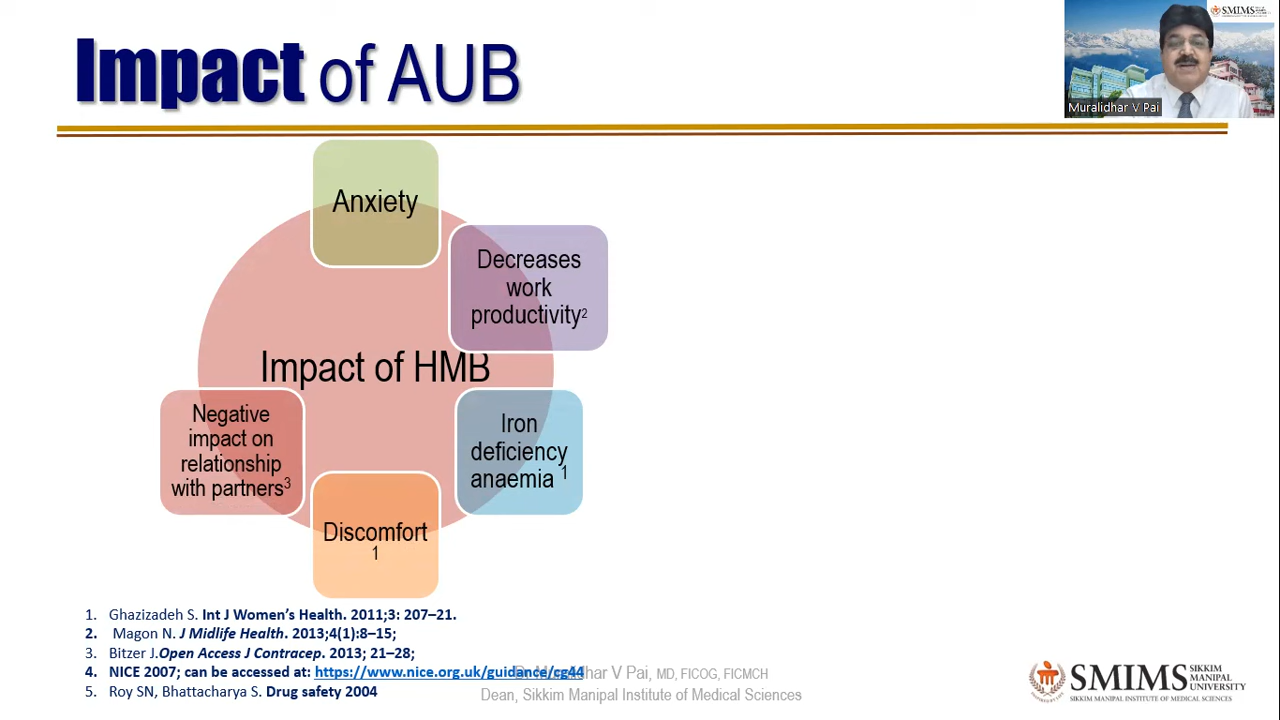 Impact of AUB
SMIMS
Muralidhar V Pai
Anxiety
Decreases
work
productivity2
Impact of HMB
Negative
impact on
relationship
with partners3
Iron
deficiency
anaemia 1
Discomfort
1
1. Ghazizadeh S. Int J Women's Health. 2011;3: 207–21.
2. Magon N. J Midlife Health. 2013;4(1):8–15;
3. Bitzer J.Open Access J Contracep. 2013; 21–28;
4. NICE 2007; can be accessed at: https://www.nice.org.uk/guidance/cg44
5. Roy SN, Bhattacharya S. Drug safety 2004
Dr Muralidhar V Pai, MD, FICOG, FICMCH
Dean, Sikkim Manipal Institute of Medical Sciences
SMIMS
SIKKIM
MANIPAL
UNIVERSITY
SIKKIM MANIPAL INSTITUTE OF MEDICAL SCIENCES